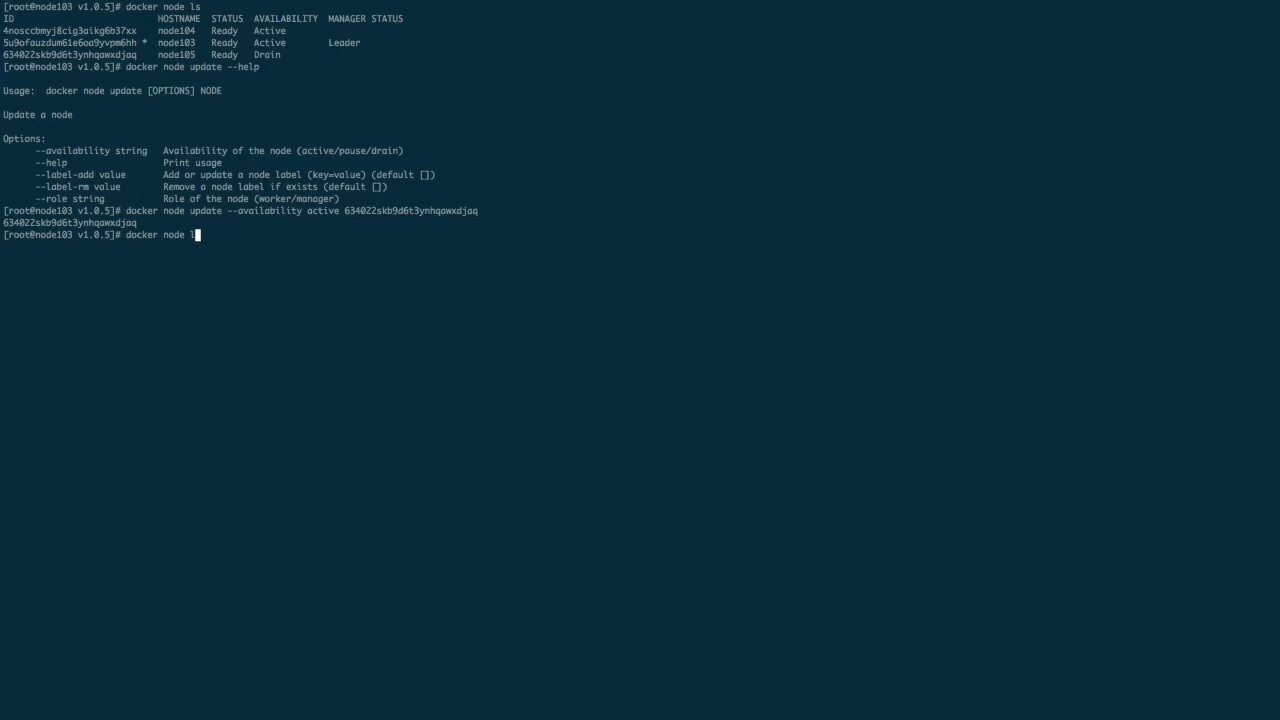 [root@node103 v1.0.5]# docker node ls
ID HOSTNAME STATUS AVAILABILITY MANAGER STATUS
4nosccbmyj8cig3aikg6b37xx node104 Ready Active
5u9ofauzdum61e6oa9yvpm6hh * node103 Ready Active Leader
634022skb9d6t3ynhqawxdjaq node105 Ready Drain
[root@node103 v1.0.5]# docker node update --help
Usage: docker node update [OPTIONS] NODE
Update a node
Options:
--availability string Availability of the node (active/pause/drain)
--help Print usage
--label-add value Add or update a node label (key=value) (default [])
--label-rm value Remove a node label if exists (default [])
--role string Role of the node (worker/manager)
[root@node103 v1.0.5]# docker node update --availability active 634022skb9d6t3ynhqawxdjaq
634022skb9d6t3ynhqawxdjaq
[root@node103 v1.0.5]# docker node l